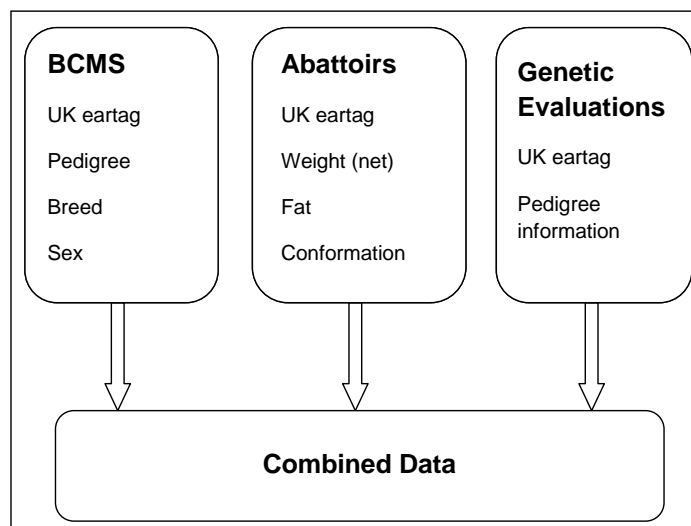 BCMS
UK eartag
Pedigree
Breed
Sex
Abattoirs
UK eartag
Weight (net)
Fat
Conformation
Genetic
Evaluations
UK eartag
Pedigree
information
Combined Data